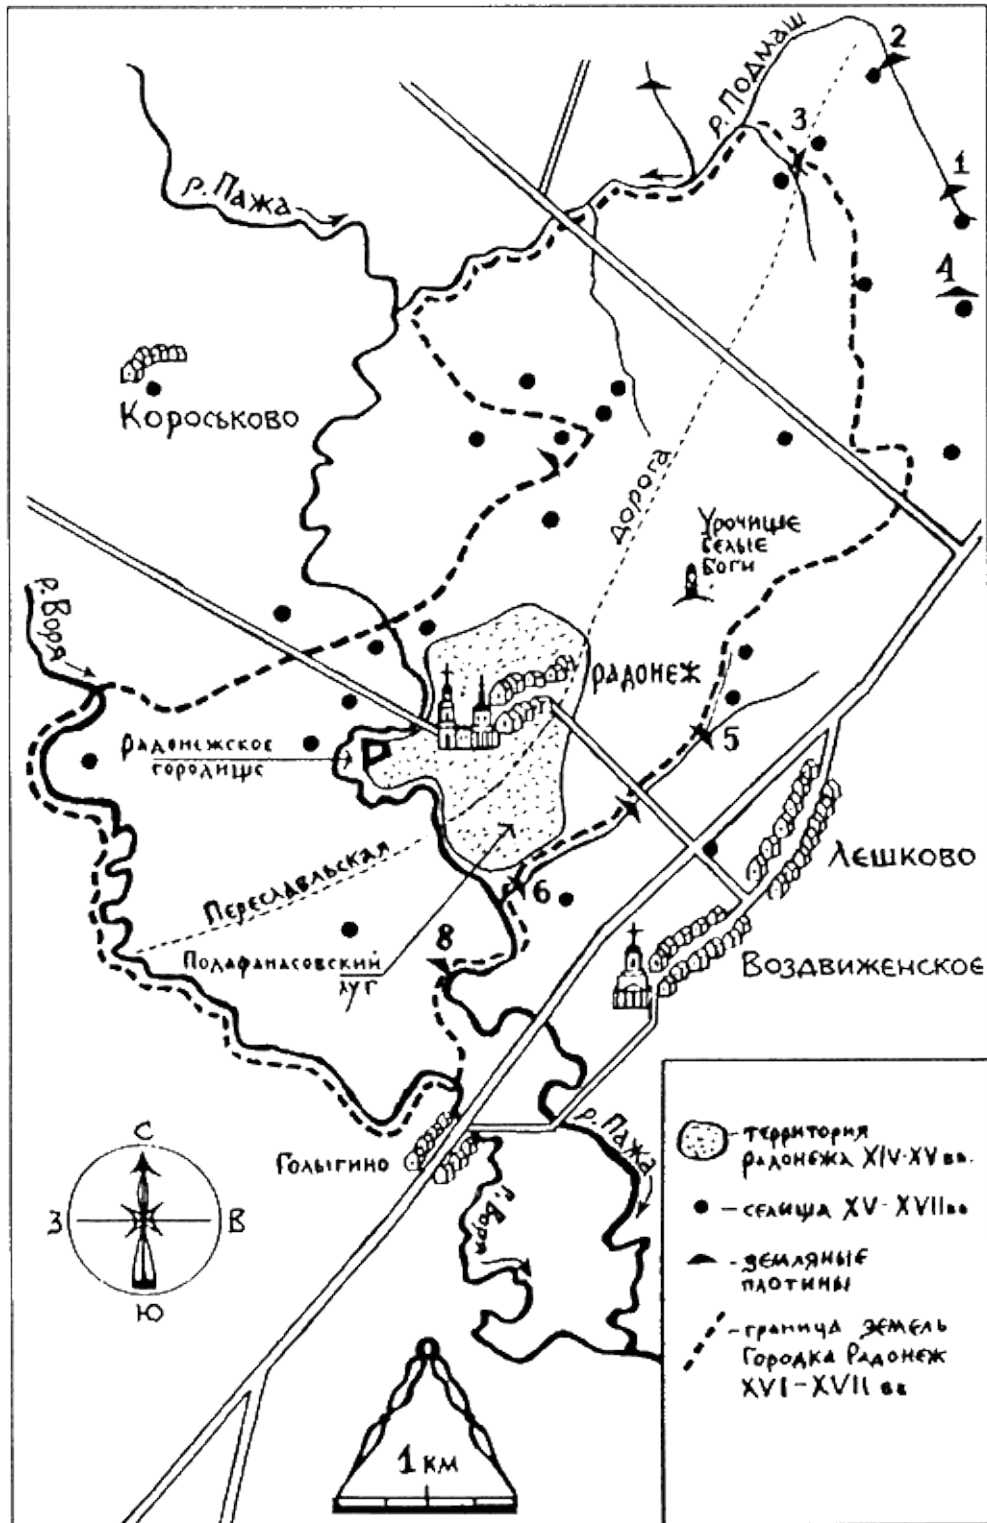 р. Подмаш
2
3
1
р. Пажа
4
Короськово
дорога
Урочище
Белые
Боги
р. Воря
Радонеж
Радонежское
городище
5
Лешково
Переславльская
6
8
Подафанасовский
луг
Воздвиженское
р. Пажа
Голыгино
р. Воря
С
З
В
Ю
1 км
- территория
Радонежа XIV-XV вв.
- селища XV - XVII вв
- земляные
плотины
- граница земель
Городка Радонеж
XVI - XVII вв